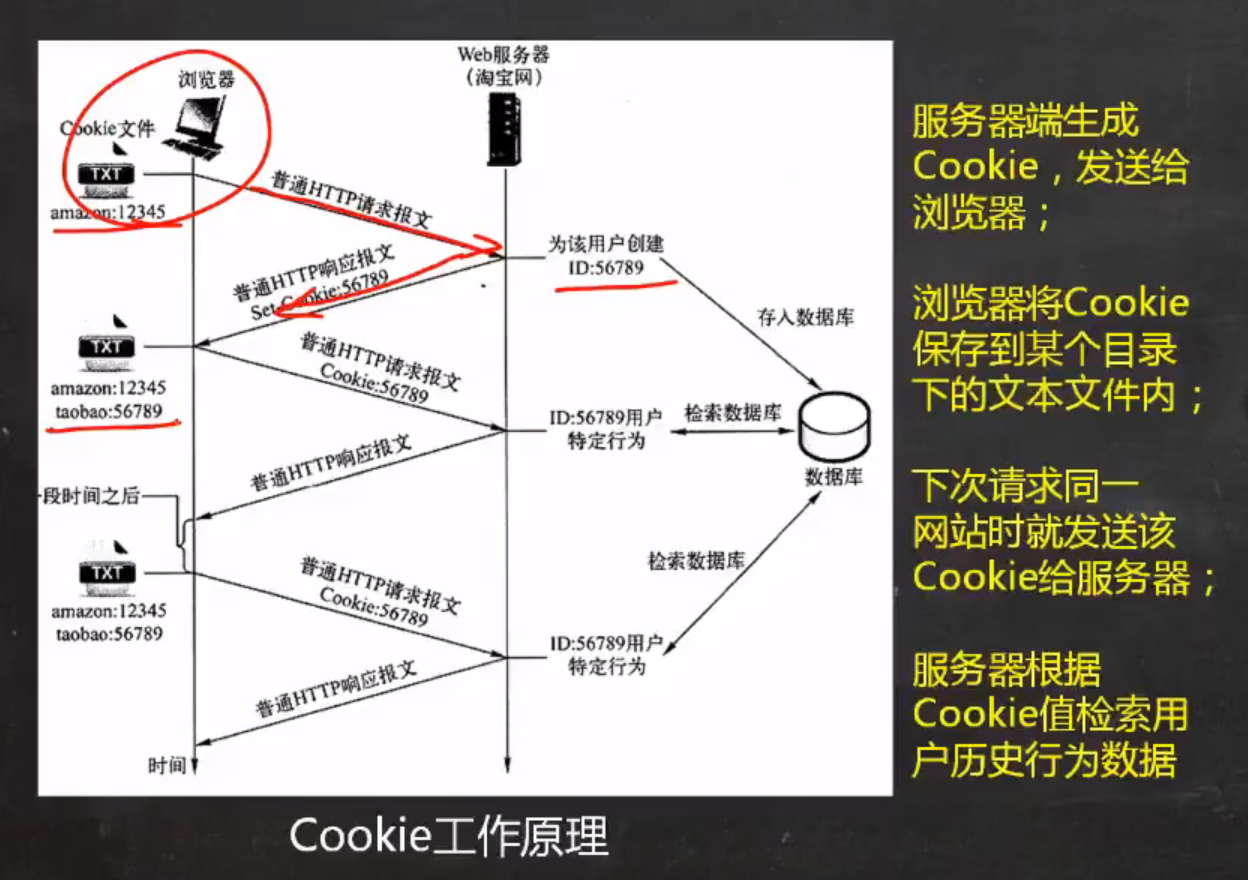 Web服务器
(淘宝网)
浏览器
Cookie文件
TXT
amazon:12345
普通HTTP请求报文
为该用户创建
ID:56789
普通HTTP响应报文
Set-Cookie:56789
存入数据库
TXT
amazon:12345
taobao:56789
普通HTTP请求报文
Cookie:56789
ID:56789用户
特定行为
检索数据库
数据库
普通HTTP响应报文
段时间之后
TXT
amazon:12345
taobao:56789
普通HTTP请求报文
Cookie:56789
检索数据库
ID:56789用户
特定行为
普通HTTP响应报文
时间
服务器端生成
Cookie，发送给
浏览器；
浏览器将Cookie
保存到某个目录
下的文本文件内；
下次请求同一
网站时就发送该
Cookie给服务器；
服务器根据
Cookie值检索用
户历史行为数据
Cookie工作原理